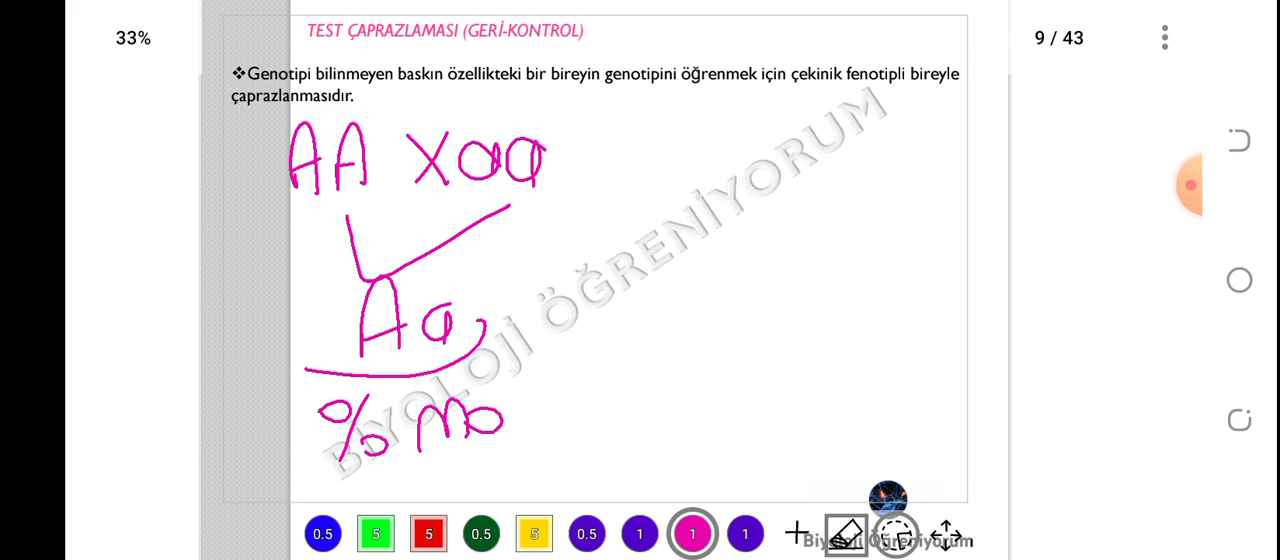 33%
TEST ÇAPRAZLAMASI (GERİ-KONTROL)
9 / 43
❖Genotipi bilinmeyen baskın özellikteki bir bireyin genotipini öğrenmek için çekinik fenotipli bireyle
çaprazlanmasıdır.
AA X aa
Aa
%
BİYOLOJİ ÖĞRENİYORUM
0.5 5 5 0.5 5 0.5 1 1 1
Biyoloji Öğreniyorum